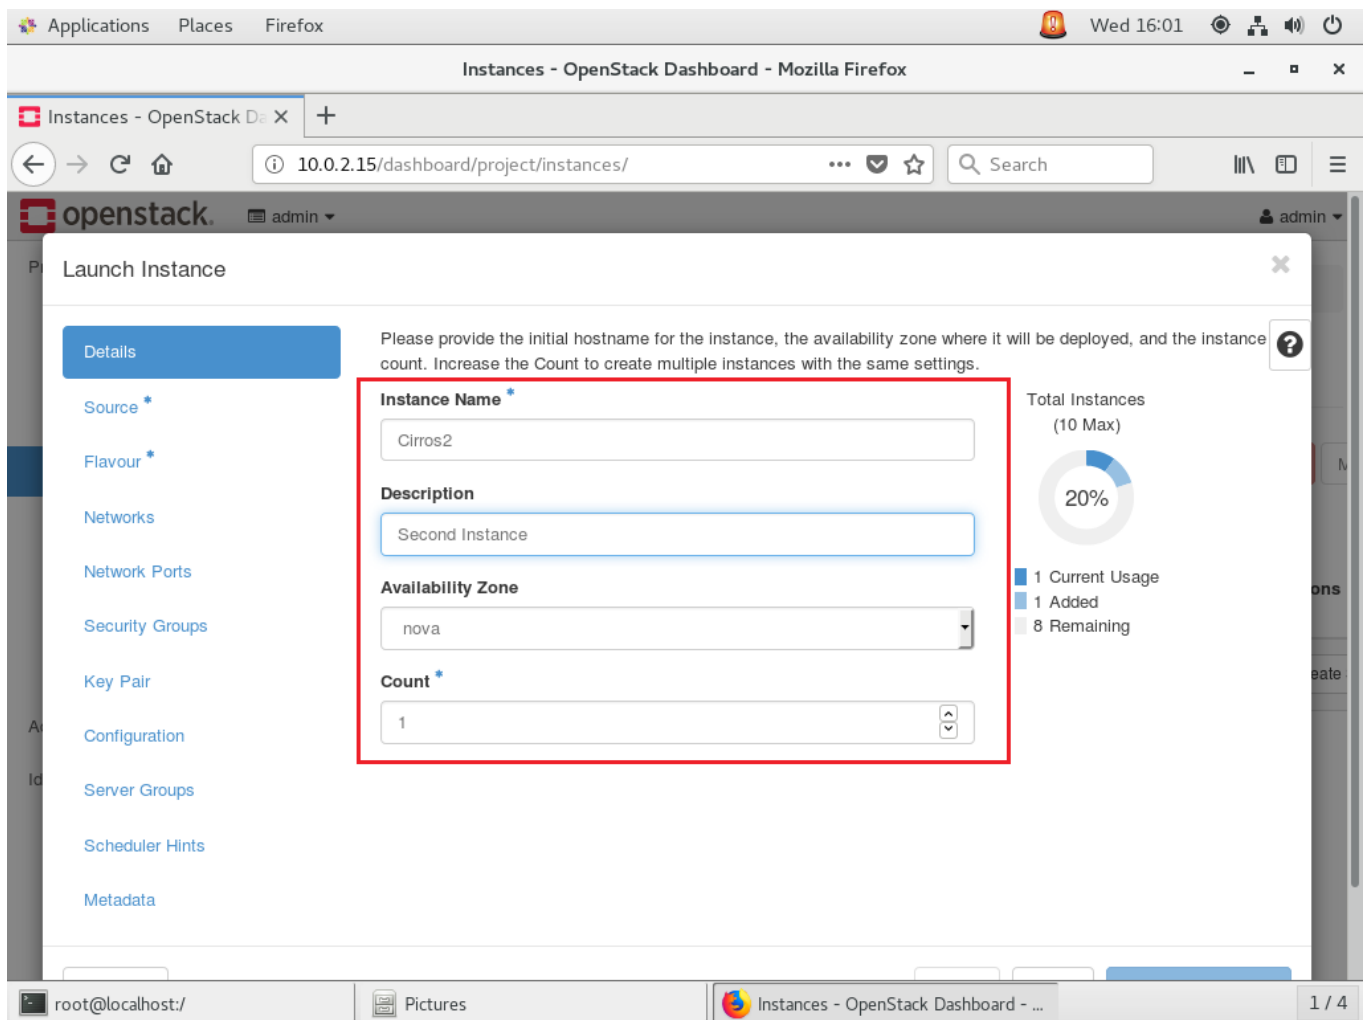 Applications Places Firefox Wed 16:01
Instances - OpenStack Dashboard - Mozilla Firefox
Instances - OpenStack Da
10.0.2.15/dashboard/project/instances/ Search
openstack. admin admin
Launch Instance
Details
Source *
Flavour *
Networks
Network Ports
Security Groups
Key Pair
Configuration
Server Groups
Scheduler Hints
Metadata
Please provide the initial hostname for the instance, the availability zone where it will be deployed, and the instance
count. Increase the Count to create multiple instances with the same settings.
Instance Name *
Cirros2
Description
Second Instance
Availability Zone
nova
Count *
1
Total Instances
(10 Max)
20%
1 Current Usage
1 Added
8 Remaining
root@localhost:/ Pictures Instances - OpenStack Dashboard - ... 1 / 4